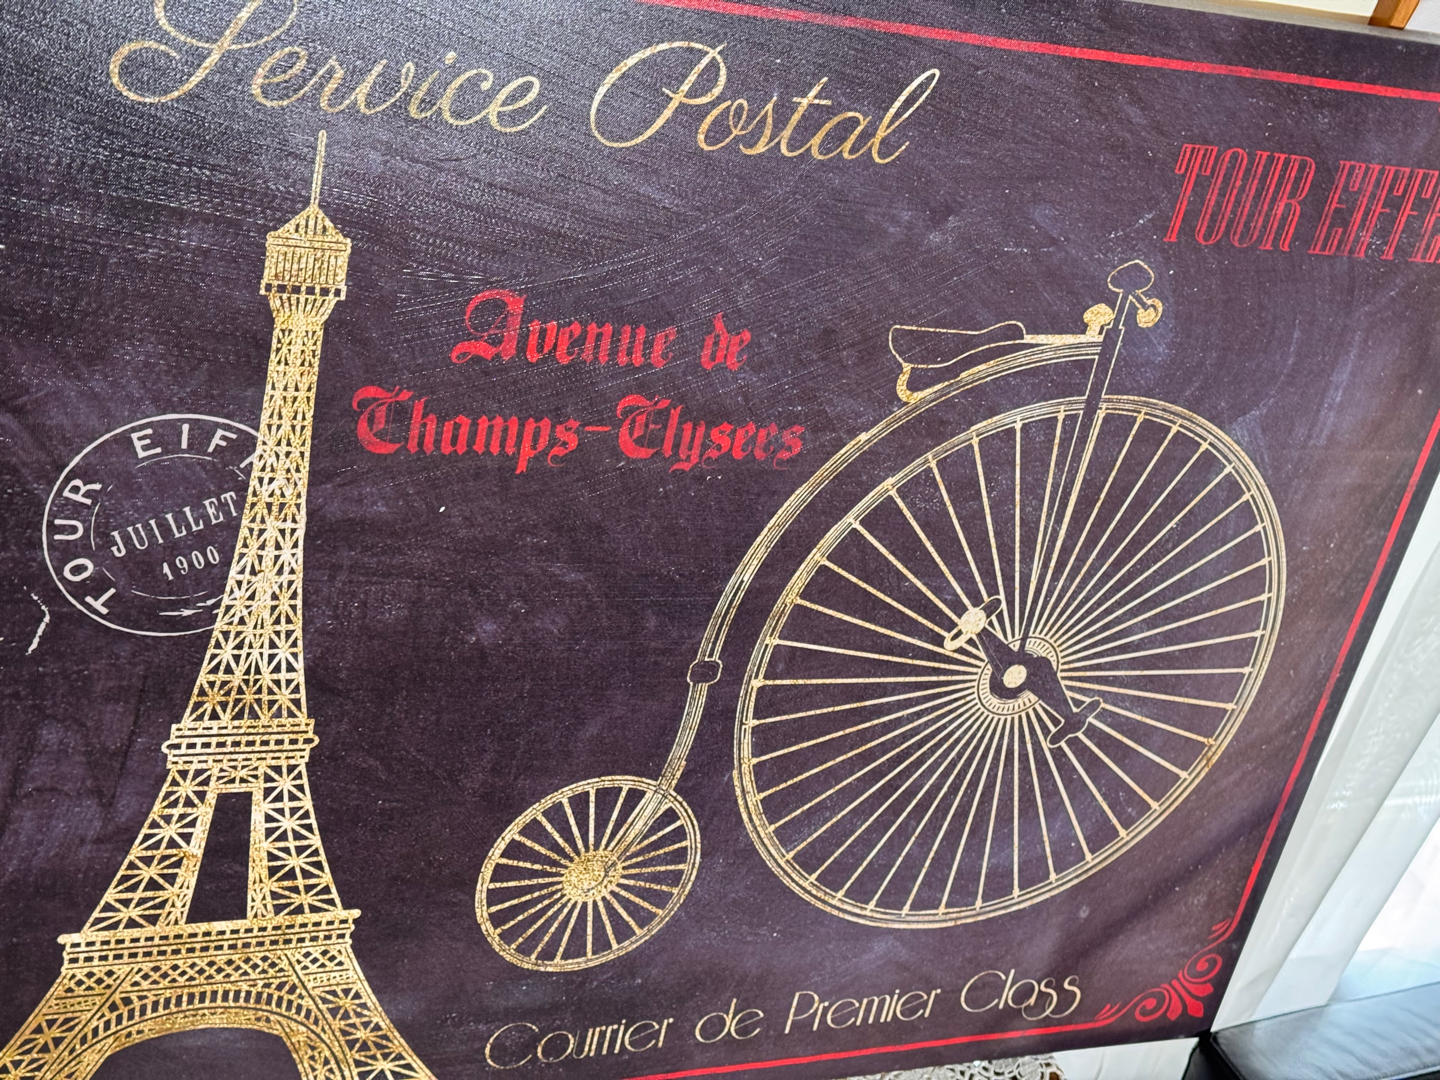 Service Postal
TOUR EIFFE
Avenue de
Champs-Elysees
TOUR EIFF
JUILLET
1900
Courrier de Premier Class